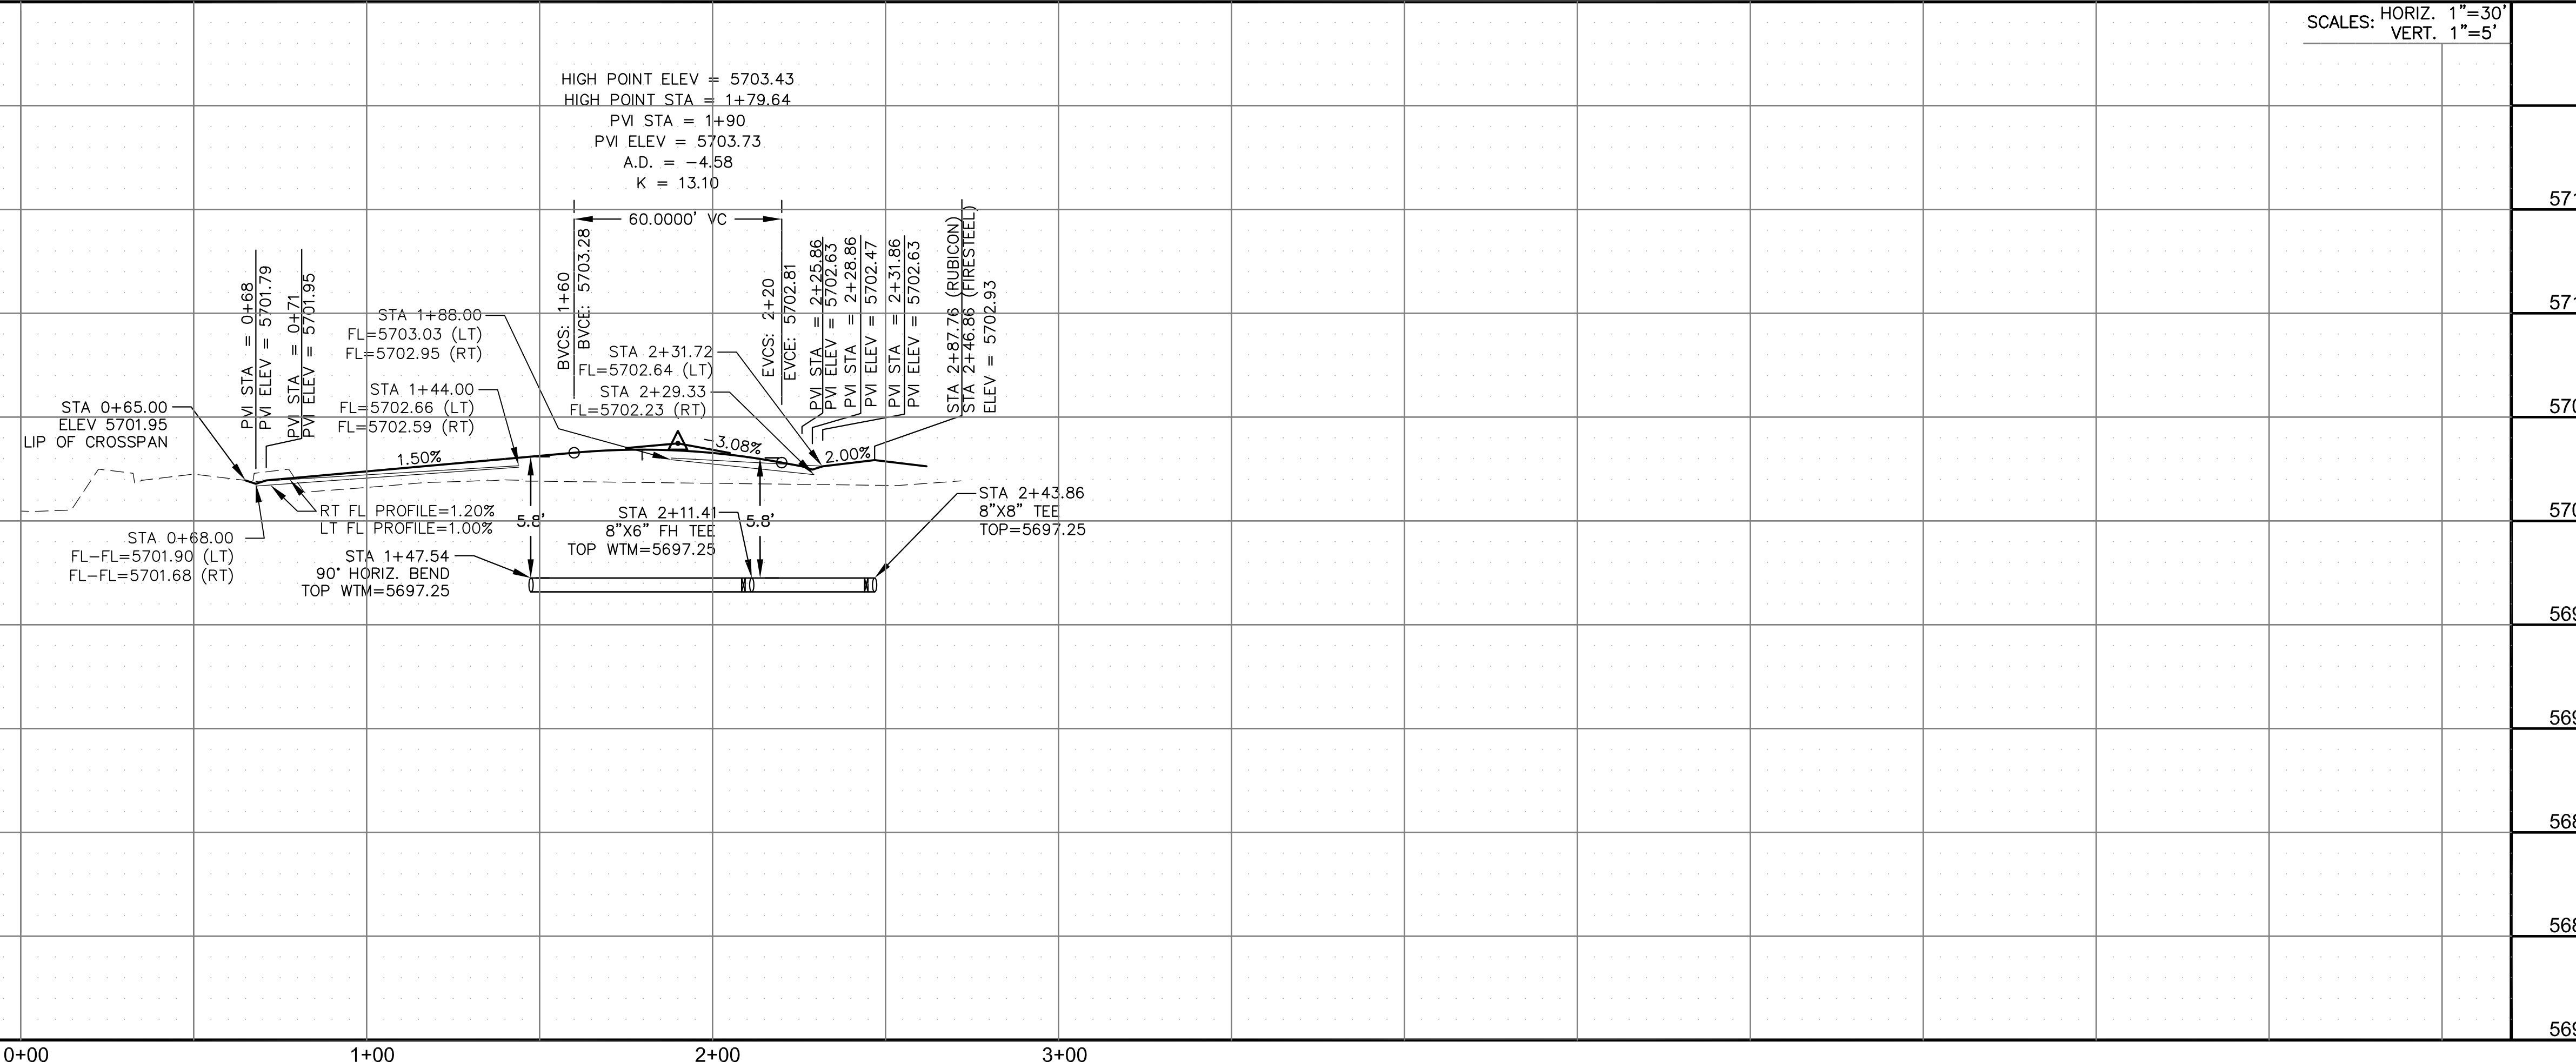 SCALES: HORIZ. 1"=30'
VERT. 1"=5'
HIGH POINT ELEV = 5703.43
HIGH POINT STA = 1+79.64
PVI STA = 1+90
PVI ELEV = 5703.73
A.D. = -4.58
K = 13.10
60.0000' VC
PVI STA = 0+68
PVI ELEV = 5701.79
PVI STA = 0+71
PVI ELEV = 5701.95
BVCS: 1+60
BVCE: 5703.28
EVCS: 2+20
EVCE: 5702.81
PVI STA = 2+25.86
PVI ELEV = 5702.63
PVI STA = 2+28.86
PVI ELEV = 5702.47
PVI STA = 2+31.86
PVI ELEV = 5702.63
STA 2+87.76 (RUBICON)
STA 2+46.86 (FIRESTEEL)
ELEV = 5702.93
STA 1+88.00
FL=5703.03 (LT)
FL=5702.95 (RT)
STA 2+31.72
FL=5702.64 (LT)
STA 1+44.00
FL=5702.66 (LT)
FL=5702.59 (RT)
STA 2+29.33
FL=5702.23 (RT)
STA 0+65.00
ELEV 5701.95
LIP OF CROSSPAN
1.50%
-3.08%
2.00%
RT FL PROFILE=1.20%
LT FL PROFILE=1.00%
5.8'
5.8'
STA 0+68.00
FL-FL=5701.90 (LT)
FL-FL=5701.68 (RT)
STA 1+47.54
90° HORIZ. BEND
TOP WTM=5697.25
STA 2+11.41
8"X6" FH TEE
TOP WTM=5697.25
STA 2+43.86
8"X8" TEE
TOP=5697.25
571
571
570
570
569
569
568
568
569
0+00
1+00
2+00
3+00